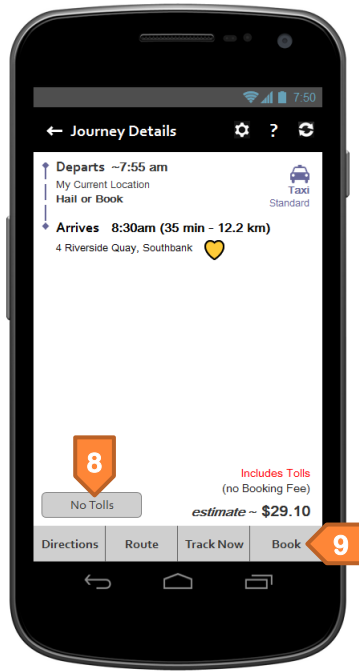 7:50
← Journey Details ?
Departs ~7:55 am
My Current Location
Hail or Book
Taxi
Standard
Arrives 8:30am (35 min - 12.2 km)
4 Riverside Quay, Southbank
8
No Tolls
Includes Tolls
(no Booking Fee)
estimate ~ $29.10
Directions Route Track Now Book
9